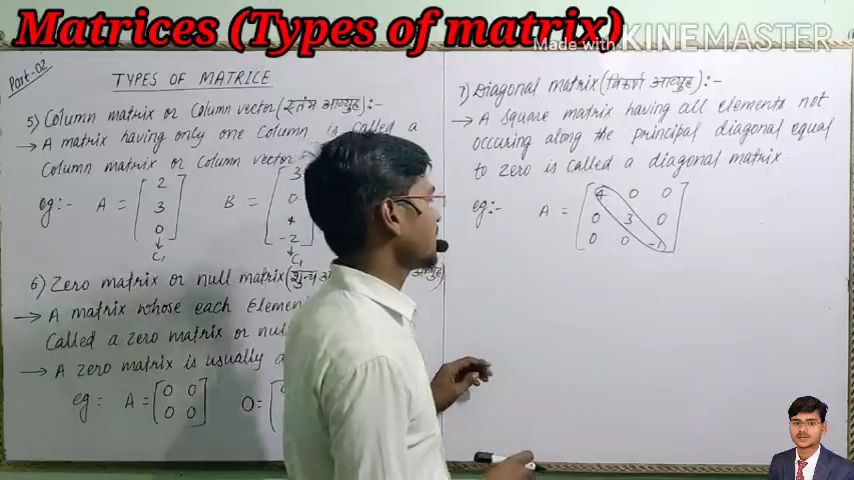 Matrices (Types of matrix)
Made with KINEMASTER
Part-02
TYPES OF MATRICE
5) Column matrix or Column vector (स्तंभ आव्यूह) :-
→ A matrix having only one Column is called a
Column matrix or Column vector
eg:- A = [2 B = [3
3 0
0] 4
↓ -2]
C₁ ↓
C₁
6) Zero matrix or null matrix (शून्य आव्यूह)
→ A matrix whose each Elemen
Called a zero matrix or nu
→ A zero matrix is usually
eg: A = [0 0 0 = [
0 0]
7) Diagonal matrix (विकर्ण आव्यूह) :-
→ A Square matrix having all elements not
occuring along the principal diagonal equal
to zero is called a diagonal matrix
eg:- A = [4 0 0
0 3 0
0 0 -1]